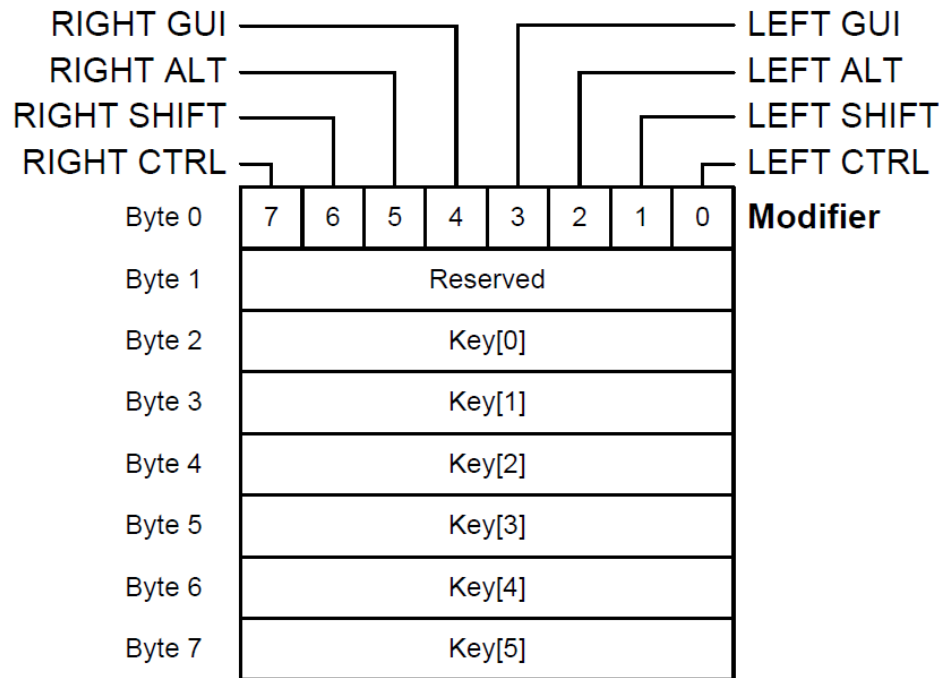 RIGHT GUI LEFT GUI
RIGHT ALT LEFT ALT
RIGHT SHIFT LEFT SHIFT
RIGHT CTRL LEFT CTRL
Byte 0 7 6 5 4 3 2 1 0 Modifier
Byte 1 Reserved
Byte 2 Key[0]
Byte 3 Key[1]
Byte 4 Key[2]
Byte 5 Key[3]
Byte 6 Key[4]
Byte 7 Key[5]